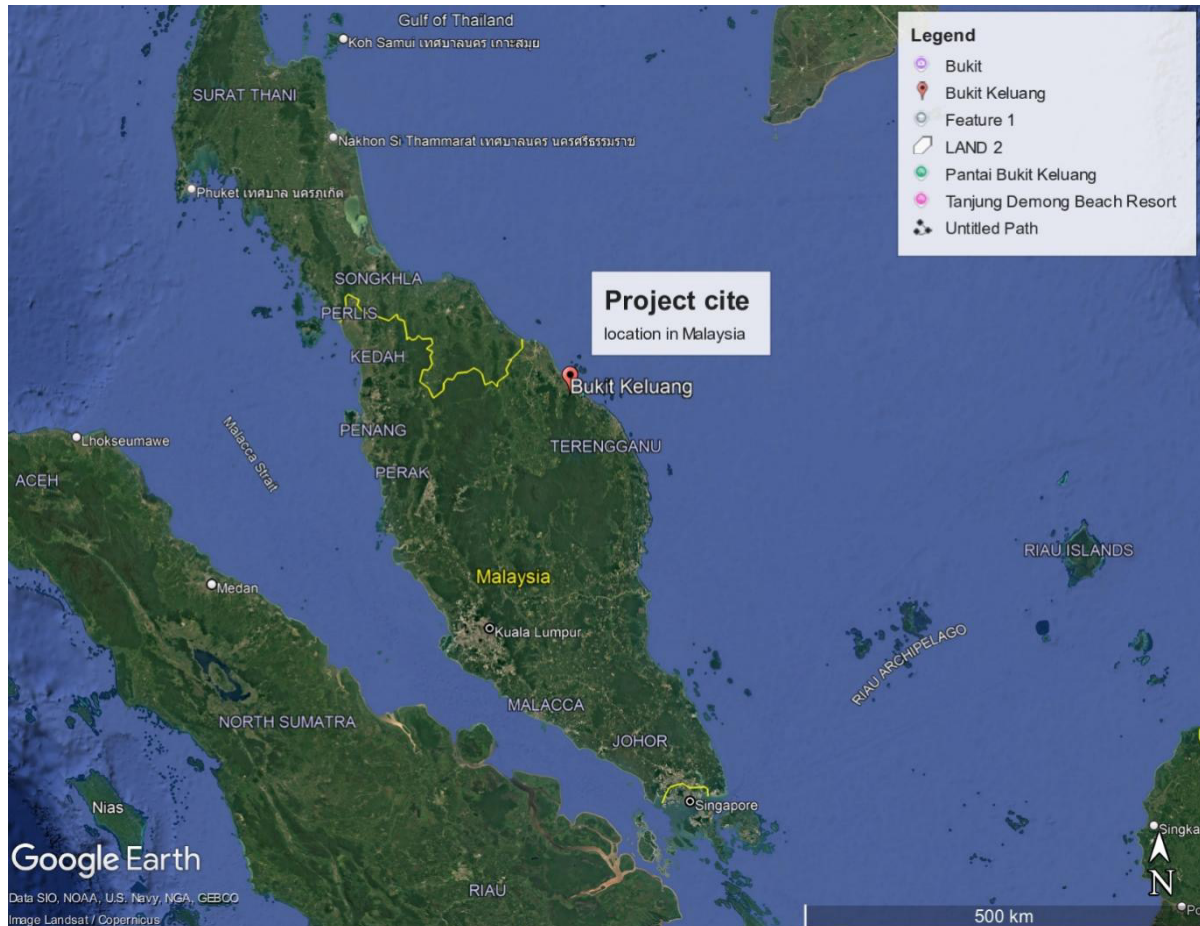 Gulf of Thailand
Koh Samui เทศบาลนคร เกาะสมุย
SURAT THANI
Nakhon Si Thammarat เทศบาลนคร นครศรีธรรมราช
Phuket เทศบาล นครภูเก็ต
SONGKHLA
PERLIS
KEDAH
Project cite
location in Malaysia
Bukit Keluang
PENANG
TERENGGANU
PERAK
Malacca Strait
Lhokseumawe
ACEH
RIAU ISLANDS
Malaysia
Medan
Kuala Lumpur
RIAU ARCHIPELAGO
MALACCA
NORTH SUMATRA
JOHOR
Singapore
Nias
Singka
RIAU
N
500 km
Google Earth
Data SIO, NOAA, U.S. Navy, NGA, GEBCO
Image Landsat / Copernicus
Legend
Bukit
Bukit Keluang
Feature 1
LAND 2
Pantai Bukit Keluang
Tanjung Demong Beach Resort
Untitled Path